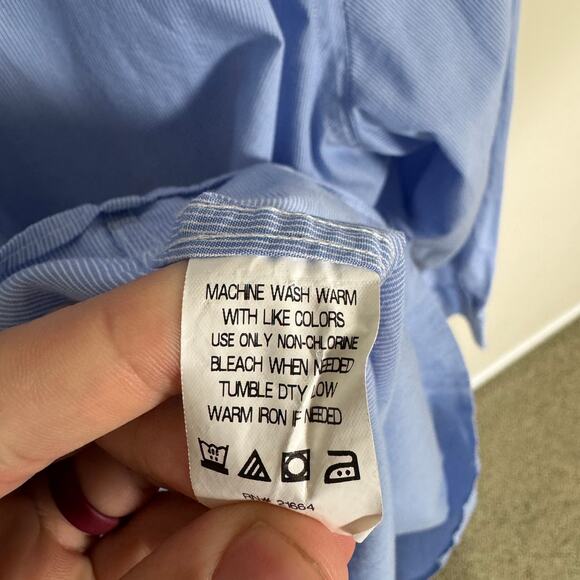 MACHINE WASH WARM
WITH LIKE COLORS
USE ONLY NON-CHLORINE
BLEACH WHEN NEEDED
TUMBLE DTY LOW
WARM IRON IF NEEDED
RN# 21664